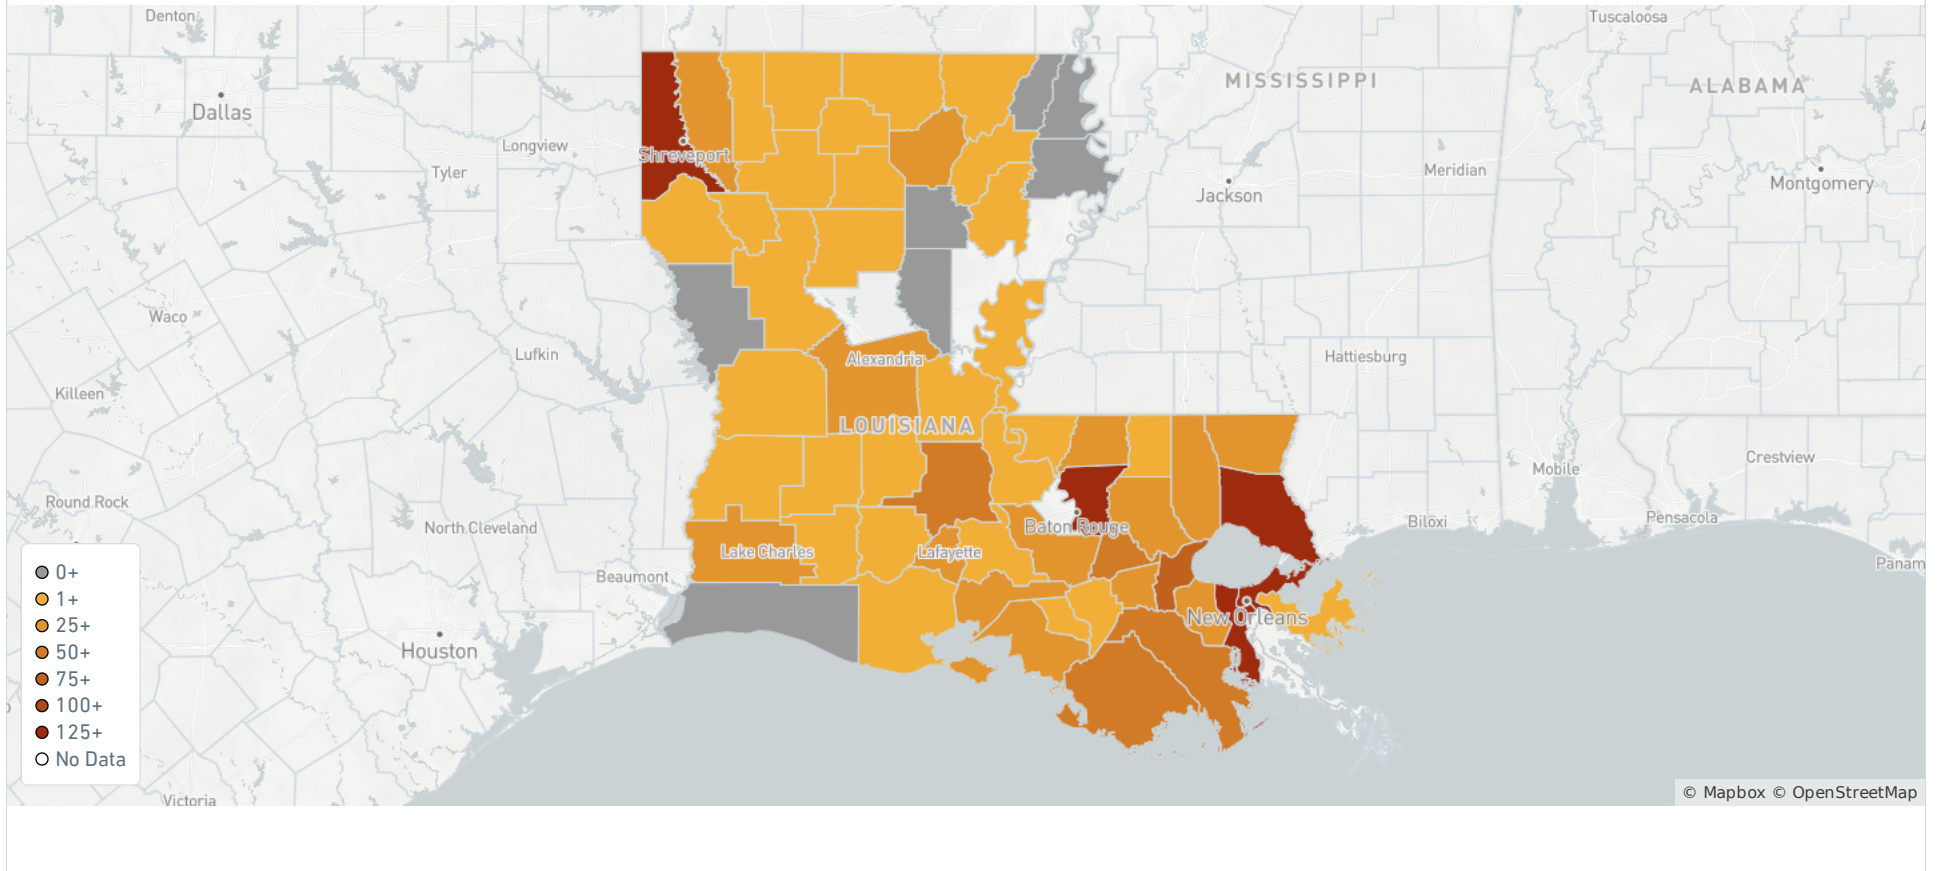 Denton
Tuscaloosa
MISSISSIPPI
ALABAMA
Dallas
Longview
Shreveport
Tyler
Meridian
Jackson
Montgomery
Waco
Lufkin
Alexandria
Hattiesburg
Killeen
LOUISIANA
Crestview
Mobile
Round Rock
North Cleveland
Baton Rouge
Biloxi
Pensacola
Lake Charles
Lafayette
Beaumont
Panam
New Orleans
Houston
0+
1+
25+
50+
75+
100+
125+
No Data
Victoria
© Mapbox © OpenStreetMap